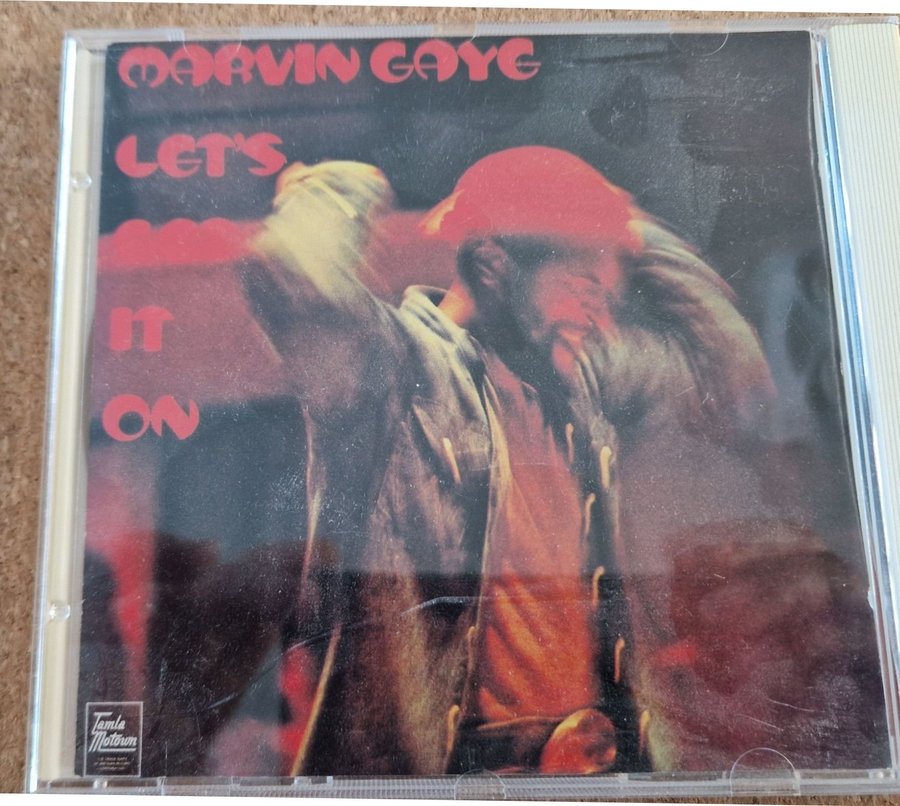 MARVIN GAYE
LET'S
IT
ON
Tamla
Motown